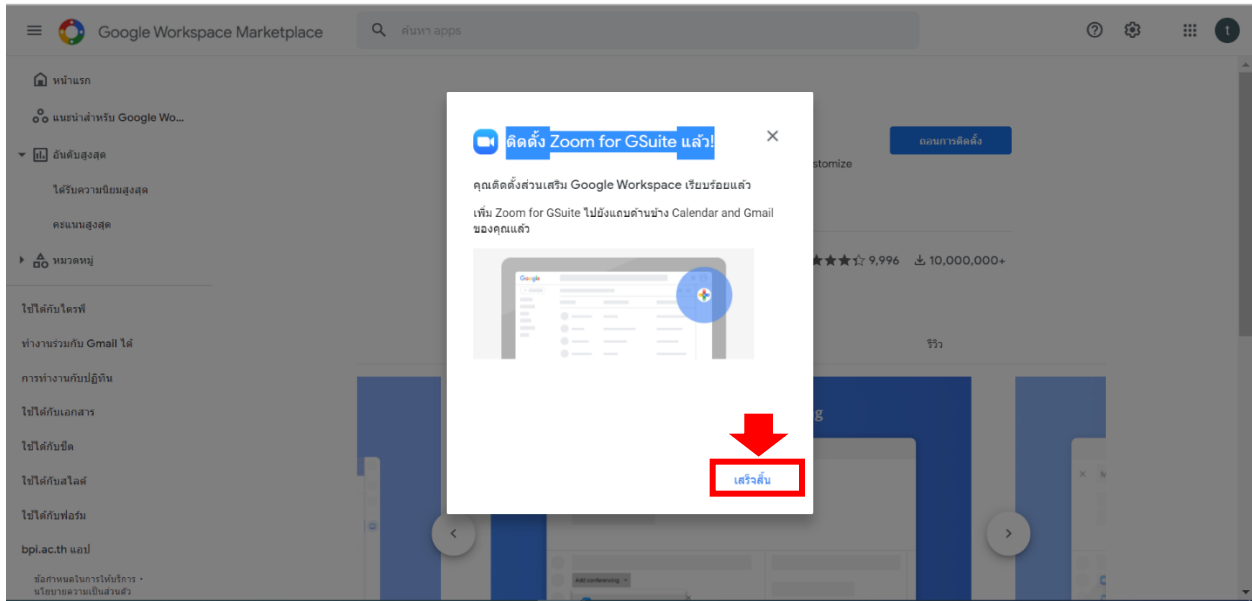 Google Workspace Marketplace
ค้นหา apps
t
หน้าแรก
แนะนำสำหรับ Google Wo...
อันดับสูงสุด
ได้รับความนิยมสูงสุด
คะแนนสูงสุด
หมวดหมู่
ใช้ได้กับไดรฟ์
ทำงานร่วมกับ Gmail ได้
การทำงานกับปฏิทิน
ใช้ได้กับเอกสาร
ใช้ได้กับชีต
ใช้ได้กับสไลด์
ใช้ได้กับฟอร์ม
bpi.ac.th แอป
ข้อกำหนดในการให้บริการ •
นโยบายความเป็นส่วนตัว
ติดตั้ง Zoom for GSuite แล้ว!
คุณติดตั้งส่วนเสริม Google Workspace เรียบร้อยแล้ว
เพิ่ม Zoom for GSuite ไปยังแถบด้านข้าง Calendar and Gmail
ของคุณแล้ว
Google
เสร็จสิ้น
ถอนการติดตั้ง
stomize
9,996
10,000,000+
รีวิว
g
Add conferencing